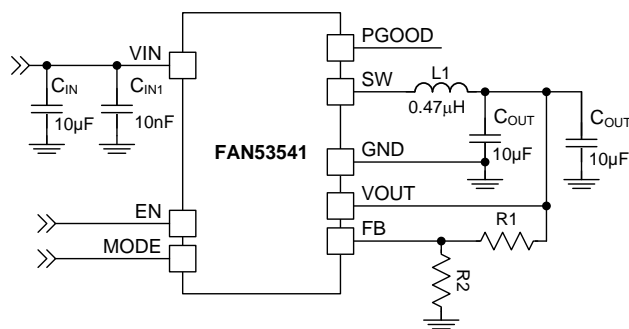 VIN
PGOOD
C_IN
C_IN1
SW
L1
0.47µH
10µF
10nF
C_OUT
10µF
C_OUT
10µF
FAN53541
GND
VOUT
EN
FB
R1
MODE
R2